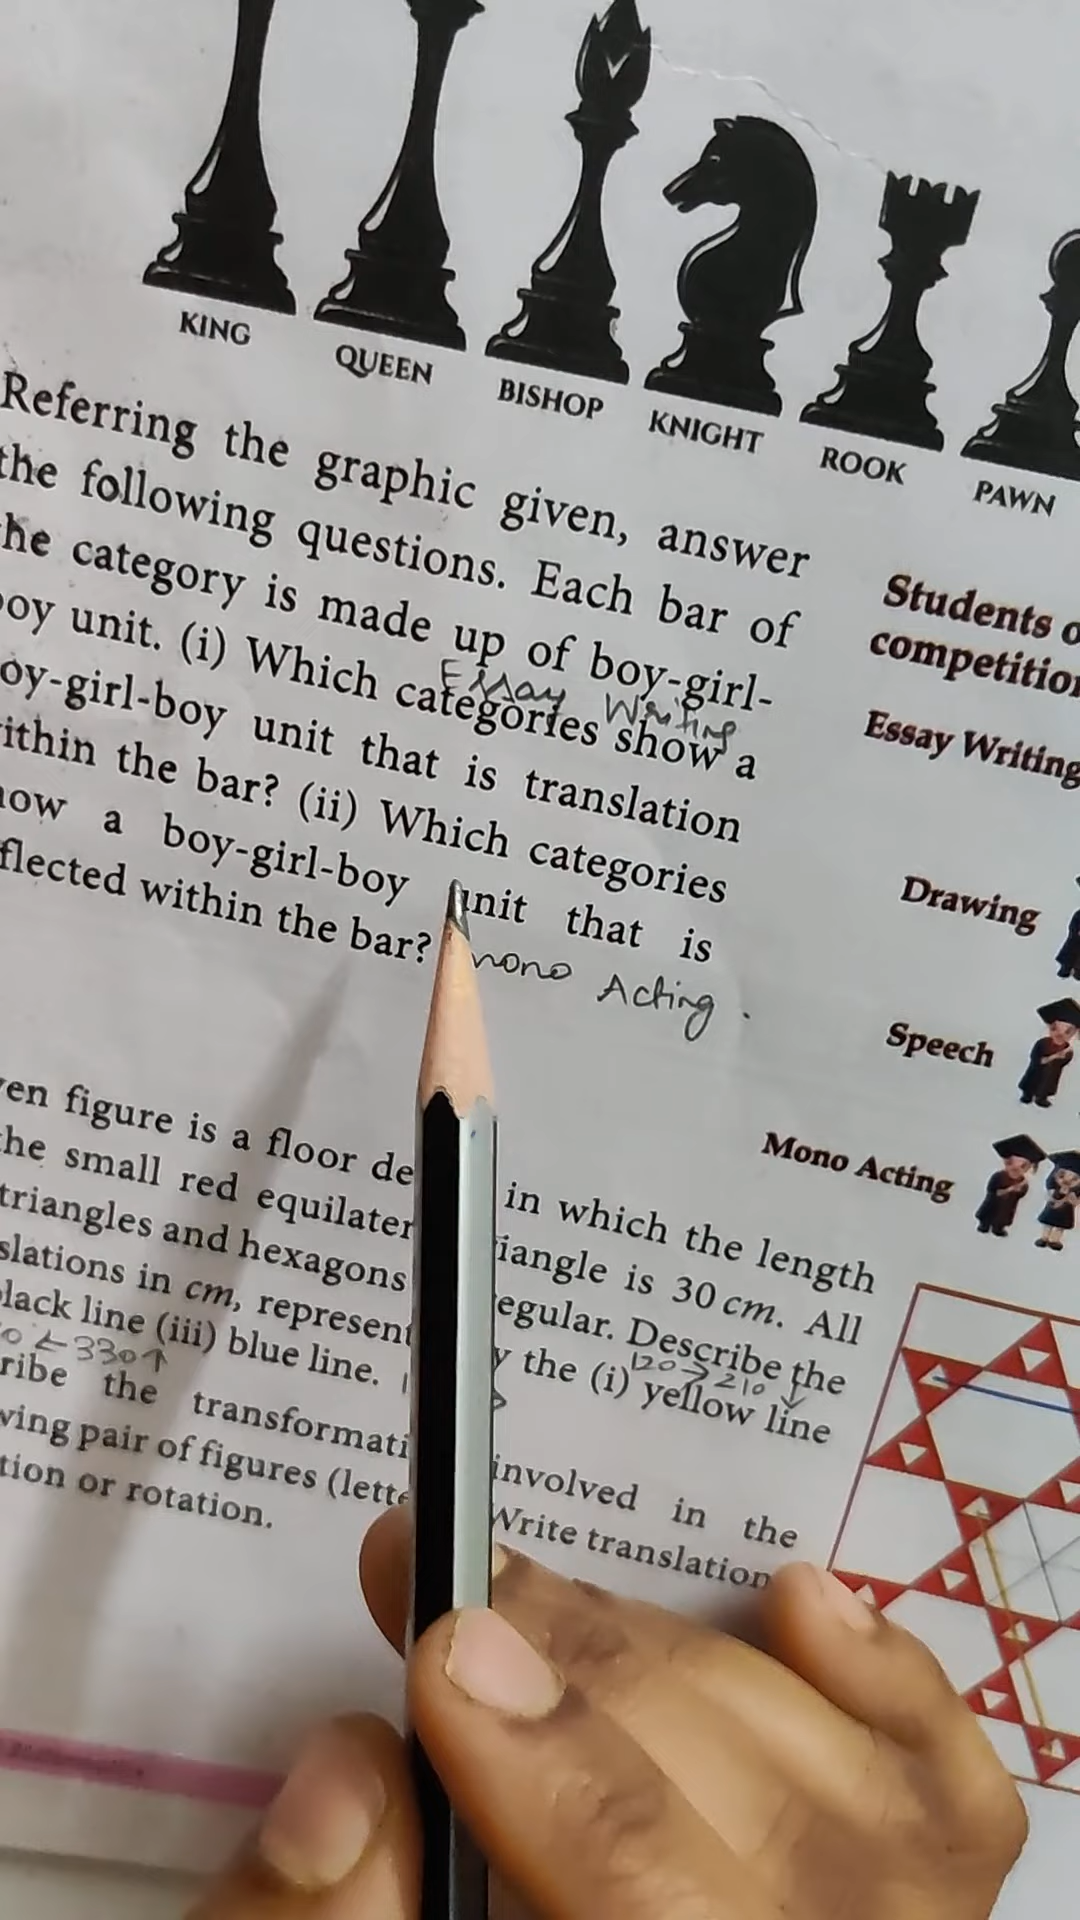 KING QUEEN BISHOP KNIGHT ROOK PAWN
Referring the graphic given, answer
the following questions. Each bar of
he category is made up of boy-girl-
oy unit. (i) Which categories show a
Essay Writing
oy-girl-boy unit that is translation
ithin the bar? (ii) Which categories
ow a boy-girl-boy unit that is
flected within the bar? mono Acting.
Students o
competition
Essay Writing
Drawing
Speech
Mono Acting
en figure is a floor de in which the length
he small red equilater iangle is 30 cm. All
triangles and hexagons egular. Describe the
slations in cm, represent y the (i) yellow line
120→ 210↓
lack line (iii) blue line.
0 ←330↑
ribe the transformati involved in the
wing pair of figures (lette Write translation
tion or rotation.